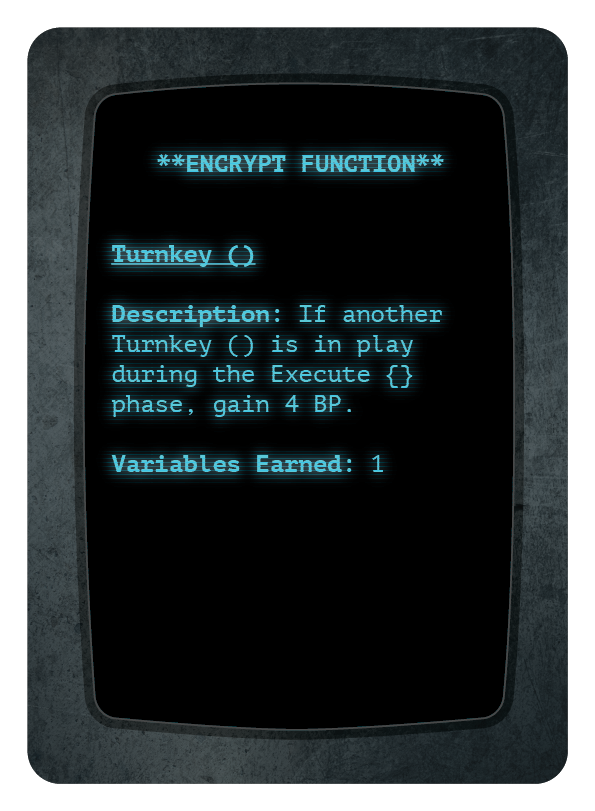 **ENCRYPT FUNCTION**
Turnkey ()
Description: If another
Turnkey () is in play
during the Execute {}
phase, gain 4 BP.
Variables Earned: 1